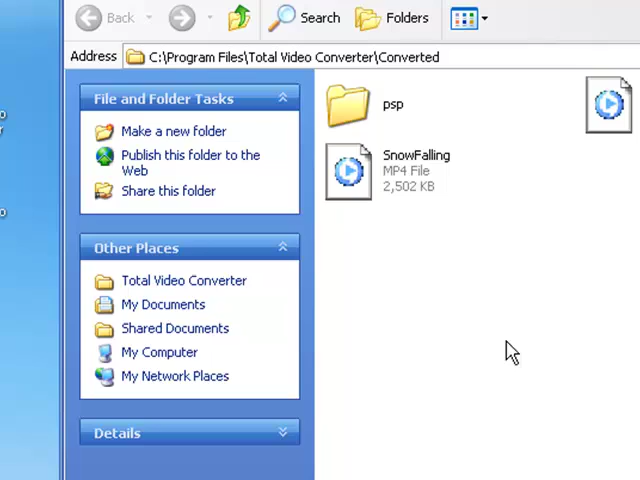 Back
Search
Folders
Address
C:\Program Files\Total Video Converter\Converted
File and Folder Tasks
Make a new folder
Publish this folder to the
Web
Share this folder
Other Places
Total Video Converter
My Documents
Shared Documents
My Computer
My Network Places
Details
psp
SnowFalling
MP4 File
2,502 KB